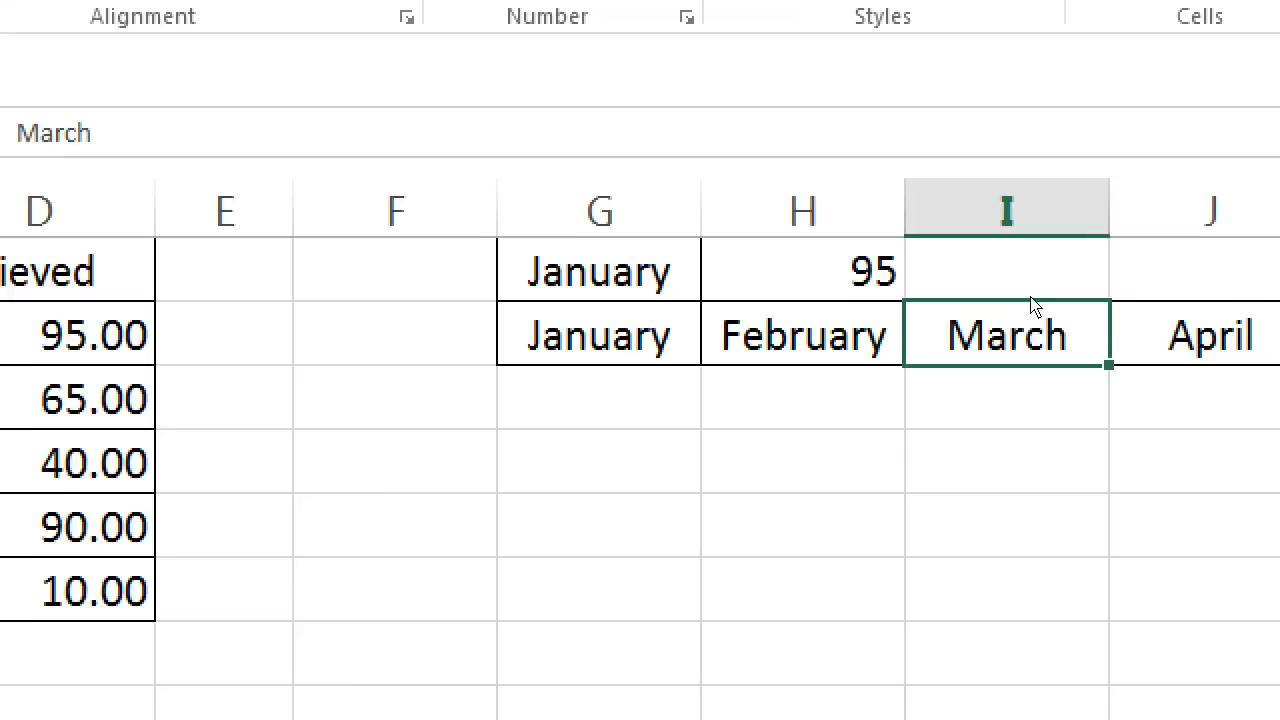 Alignment Number Styles Cells
March
D E F G H I J
ieved January 95
95.00 January February March April
65.00
40.00
90.00
10.00